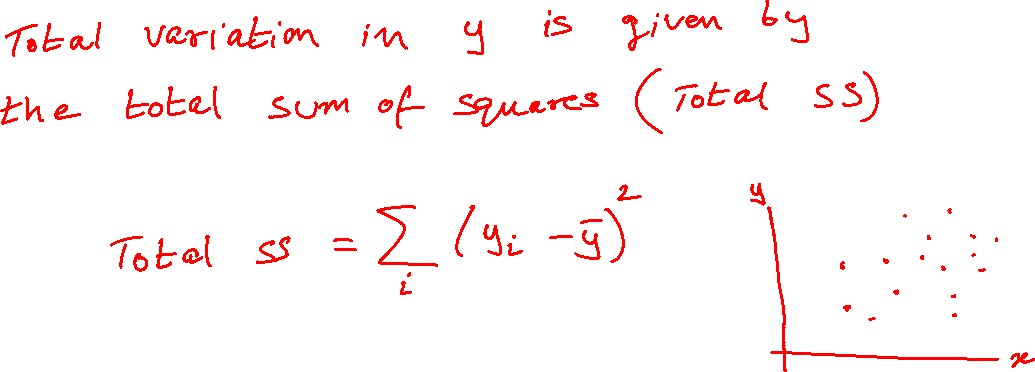 Total variation in y is given by
the total sum of squares (Total SS)
Total SS = ∑ᵢ (yᵢ - ȳ)²
y
x